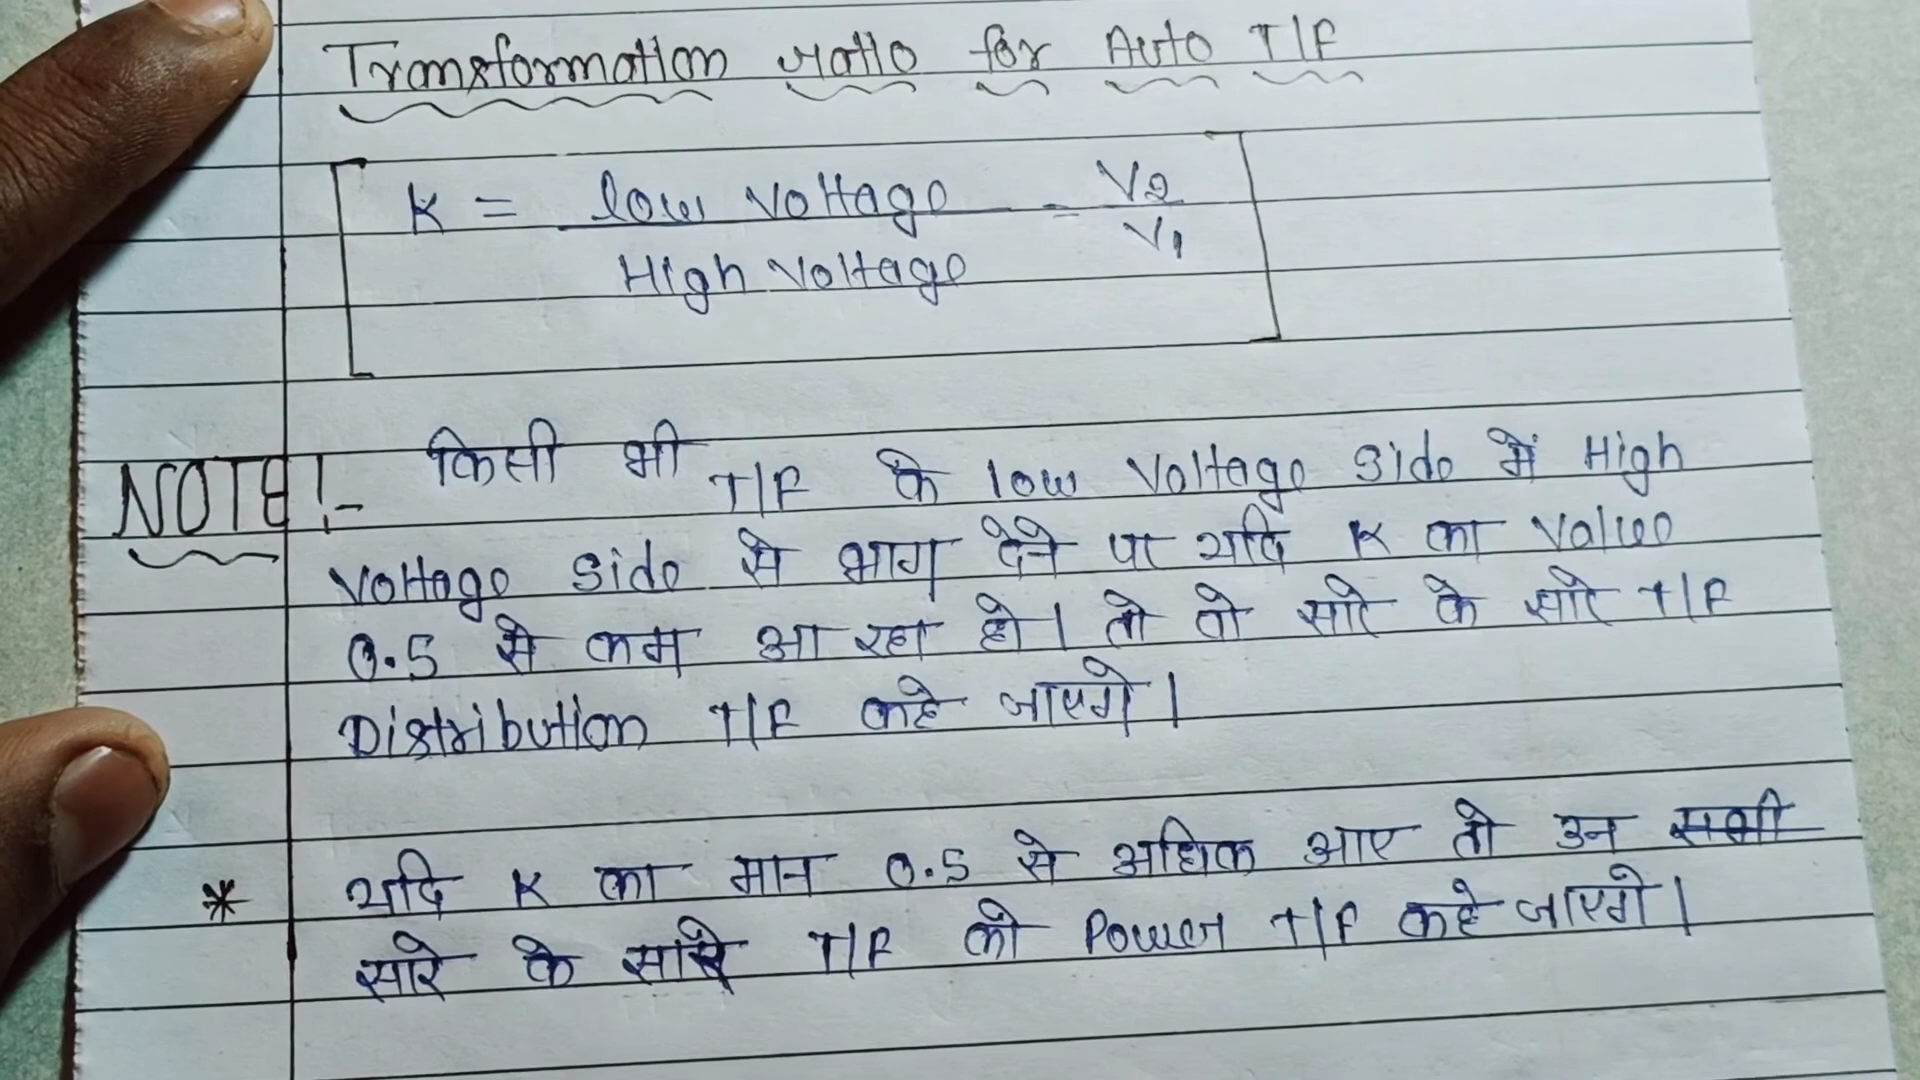 Transformation ratio for Auto T/F
K = low voltage / High voltage = V2 / V1
NOTE:- किसी भी T/F के low voltage side में High
voltage side से भाग देने पर यदि K का value
0.5 से कम आ रहा हो। तो वो सारे के सारे T/F
Distribution T/F कहे जाएगे।
* यदि K का मान 0.5 से अधिक आए तो उन सभी
सारे के सारे T/F को Power T/F कहे जाएगे।